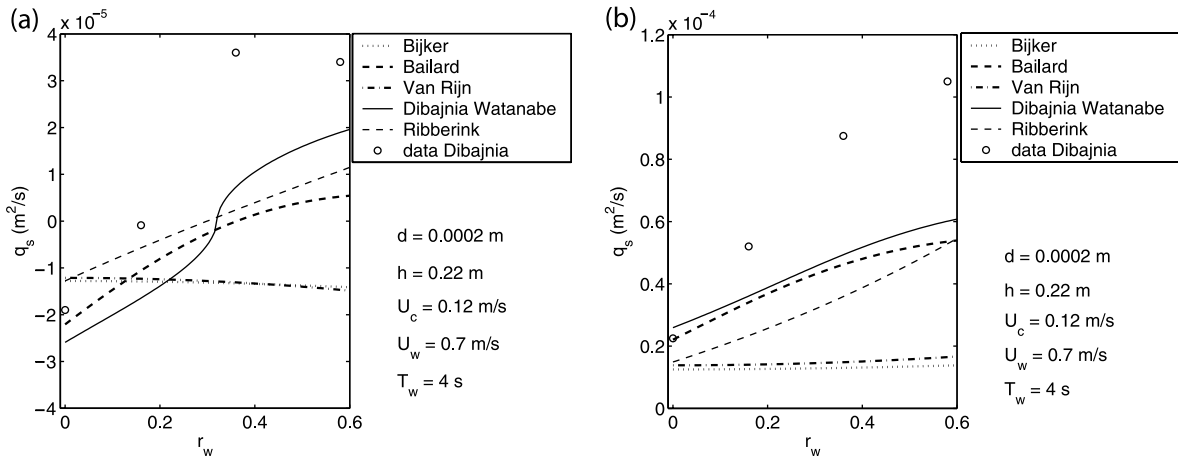 (a)
x 10⁻⁵
4
3
2
1
0
−1
−2
−3
−4
q_s (m²/s)
0
0.2
0.4
0.6
r_w
Bijker
Bailard
Van Rijn
Dibajnia Watanabe
Ribberink
data Dibajnia
d = 0.0002 m
h = 0.22 m
U_c = 0.12 m/s
U_w = 0.7 m/s
T_w = 4 s
(b)
x 10⁻⁴
1.2
1
0.8
0.6
0.4
0.2
0
q_s (m²/s)
0
0.2
0.4
0.6
r_w
Bijker
Bailard
Van Rijn
Dibajnia Watanabe
Ribberink
data Dibajnia
d = 0.0002 m
h = 0.22 m
U_c = 0.12 m/s
U_w = 0.7 m/s
T_w = 4 s